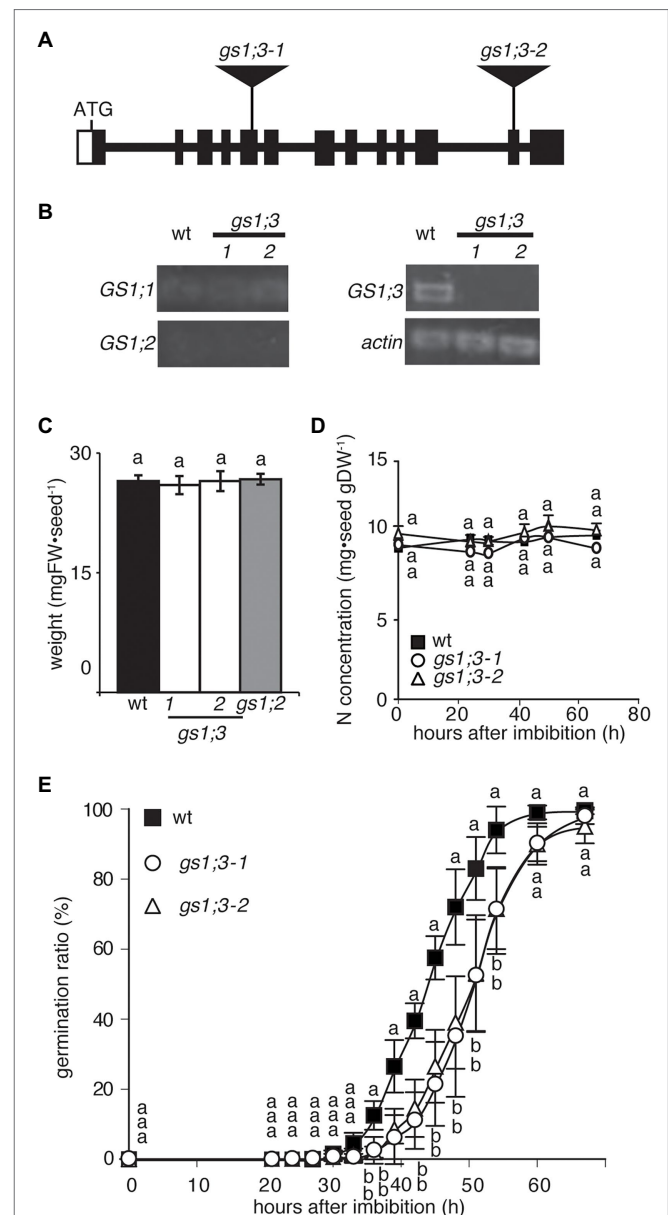 A
gs1;3-1 gs1;3-2
ATG
B
wt gs1;3
1 2
GS1;1
GS1;2
wt gs1;3
1 2
GS1;3
actin
C
weight (mgFW•seed⁻¹)
30
15
0
a a a a
wt 1 2 gs1;2
gs1;3
D
N concentration (mg•seed gDW⁻¹)
15
10
5
0
a a a a a a
a
a a a a a a
a a a a a
wt
gs1;3-1
gs1;3-2
0 20 40 60 80
hours after imbibition (h)
E
germination ratio (%)
100
80
60
40
20
0
wt
gs1;3-1
gs1;3-2
a a a
a a a a a a
a a a a a
a a a a a
a a a a a a a a a
a a
a a
b b b b b b b
b b b b b b b
0 10 20 30 40 50 60
hours after imbibition (h)